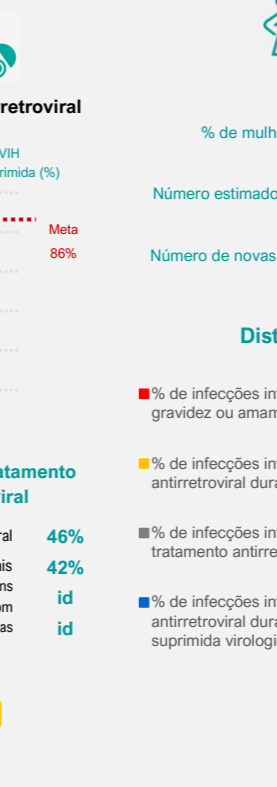 retroviral
VIH
rimida (%)
Meta
86%
atamento
viral
ral 46%
ais 42%
ns
om id
as id
% de mulh
Número estimado
Número de novas
Dist
% de infecções in
gravidez ou amam
% de infecções in
antirretroviral dura
% de infecções in
tratamento antirre
% de infecções in
antirretroviral dura
suprimida virologi